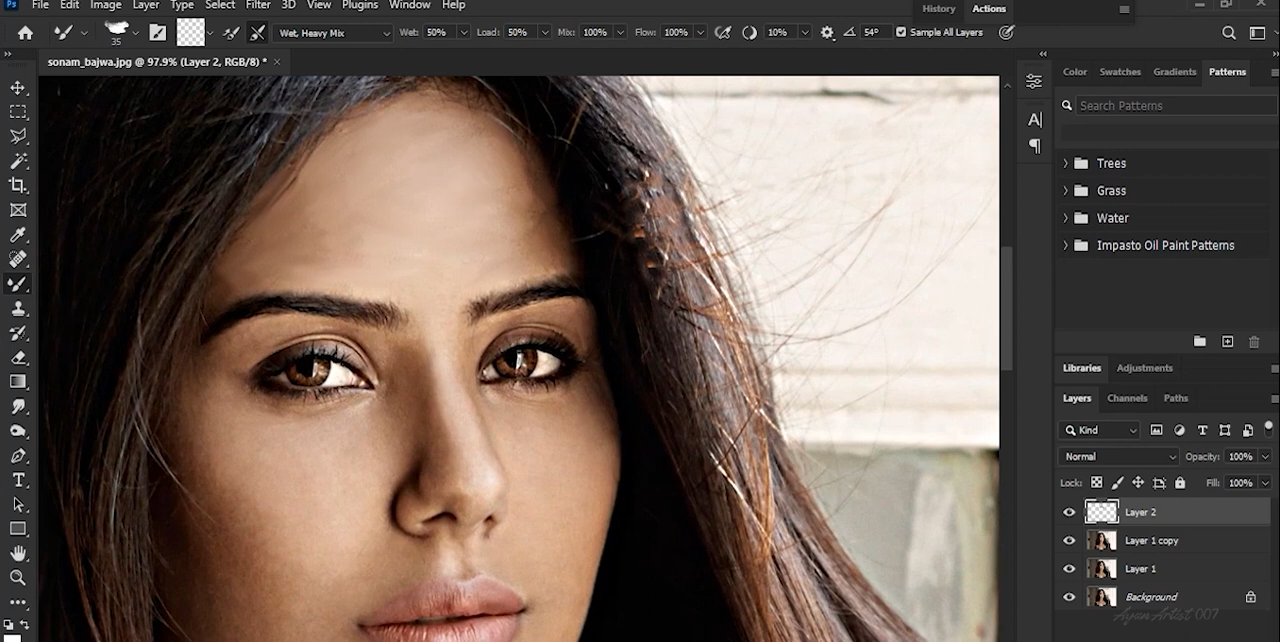 Ps File Edit Image Layer Type Select Filter 3D View Plugins Window Help
History Actions
35 Wet, Heavy Mix Wet: 50% Load: 50% Mix: 100% Flow: 100% 10% 54° Sample All Layers
sonam_bajwa.jpg @ 97.9% (Layer 2, RGB/8) * ×
Color Swatches Gradients Patterns
Search Patterns
Trees
Grass
Water
Impasto Oil Paint Patterns
Libraries Adjustments
Layers Channels Paths
Kind
Normal Opacity: 100%
Lock: Fill: 100%
Layer 2
Layer 1 copy
Layer 1
Background
Ayan Artist 007